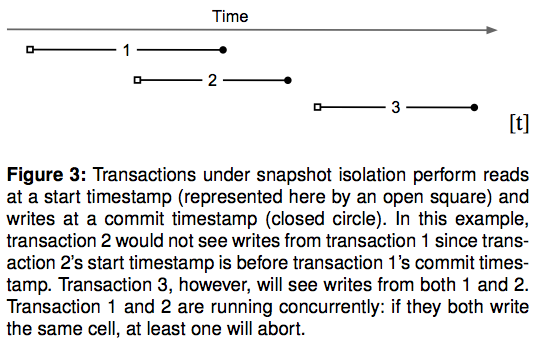 Time
1
2
3
[t]
Figure 3: Transactions under snapshot isolation perform reads
at a start timestamp (represented here by an open square) and
writes at a commit timestamp (closed circle). In this example,
transaction 2 would not see writes from transaction 1 since trans-
action 2's start timestamp is before transaction 1's commit times-
tamp. Transaction 3, however, will see writes from both 1 and 2.
Transaction 1 and 2 are running concurrently: if they both write
the same cell, at least one will abort.